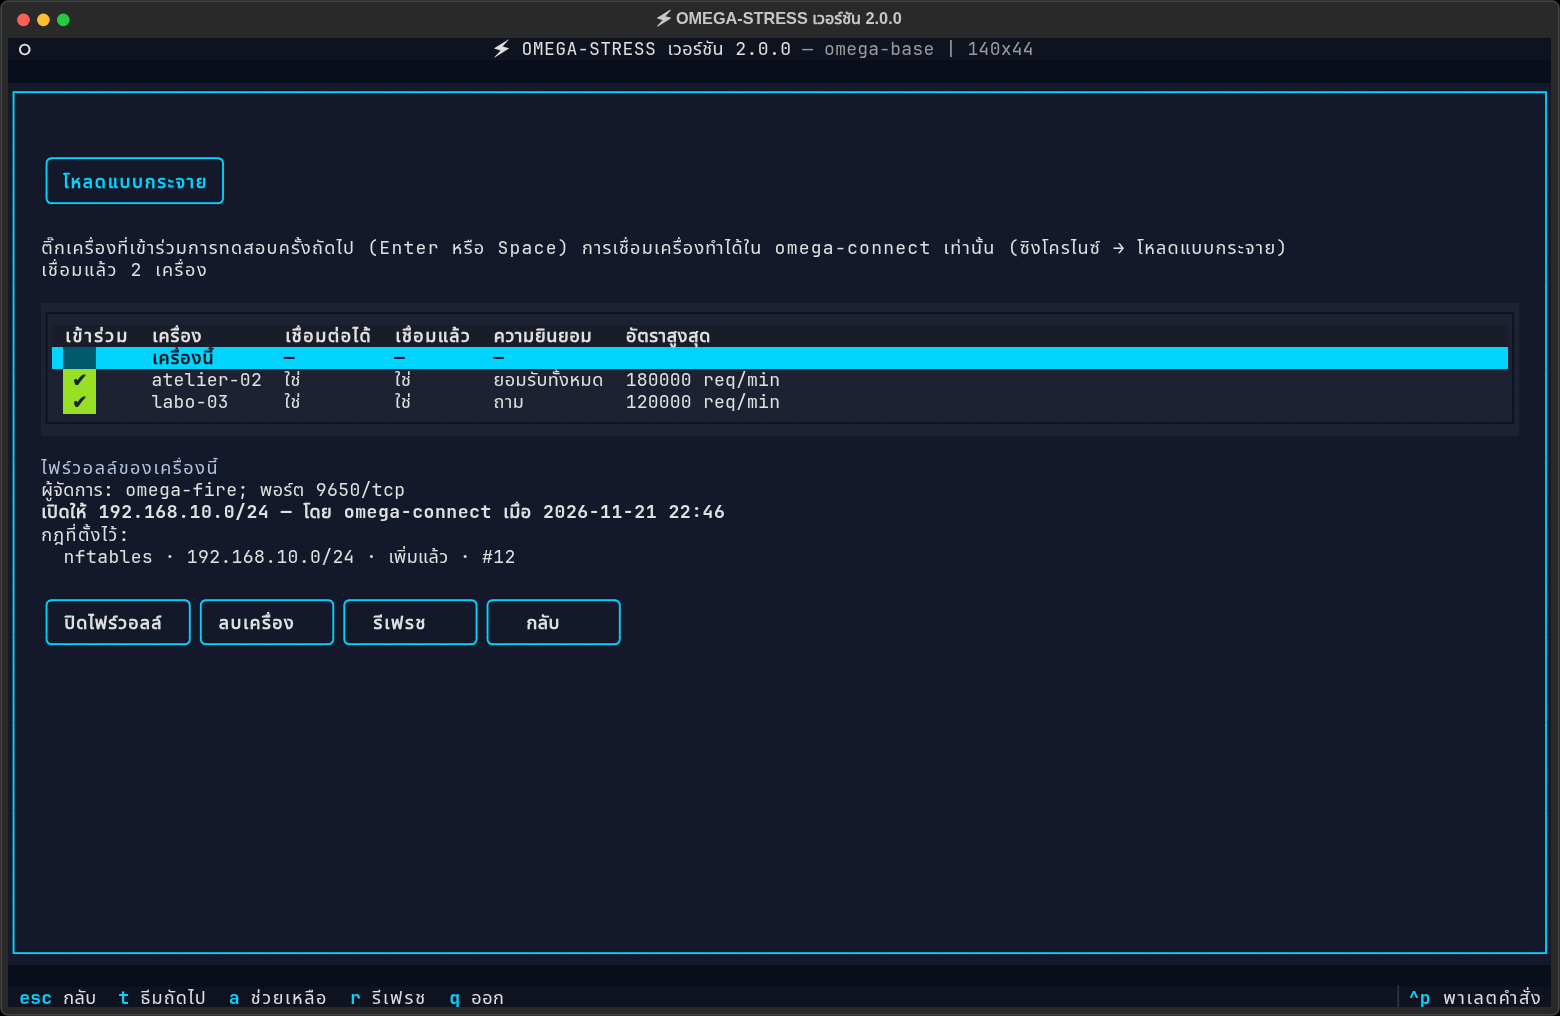 ⚡ OMEGA-STRESS เวอร์ชัน 2.0.0
⚡ OMEGA-STRESS เวอร์ชัน 2.0.0 — omega-base | 140x44
โหลดแบบกระจาย
ติ๊กเครื่องที่เข้าร่วมการทดสอบครั้งถัดไป (Enter หรือ Space) การเชื่อมเครื่องทำได้ใน omega-connect เท่านั้น (ซิงโครไนซ์ → โหลดแบบกระจาย)
เชื่อมแล้ว 2 เครื่อง
เข้าร่วม เครื่อง เชื่อมต่อได้ เชื่อมแล้ว ความยินยอม อัตราสูงสุด
เครื่องนี้ — — —
✔ atelier-02 ใช่ ใช่ ยอมรับทั้งหมด 180000 req/min
✔ labo-03 ใช่ ใช่ ถาม 120000 req/min
ไฟร์วอลล์ของเครื่องนี้
ผู้จัดการ: omega-fire; พอร์ต 9650/tcp
เปิดให้ 192.168.10.0/24 — โดย omega-connect เมื่อ 2026-11-21 22:46
กฎที่ตั้งไว้:
nftables · 192.168.10.0/24 · เพิ่มแล้ว · #12
ปิดไฟร์วอลล์ ลบเครื่อง รีเฟรช กลับ
esc กลับ t ธีมถัดไป a ช่วยเหลือ r รีเฟรช q ออก ^p พาเลตคำสั่ง